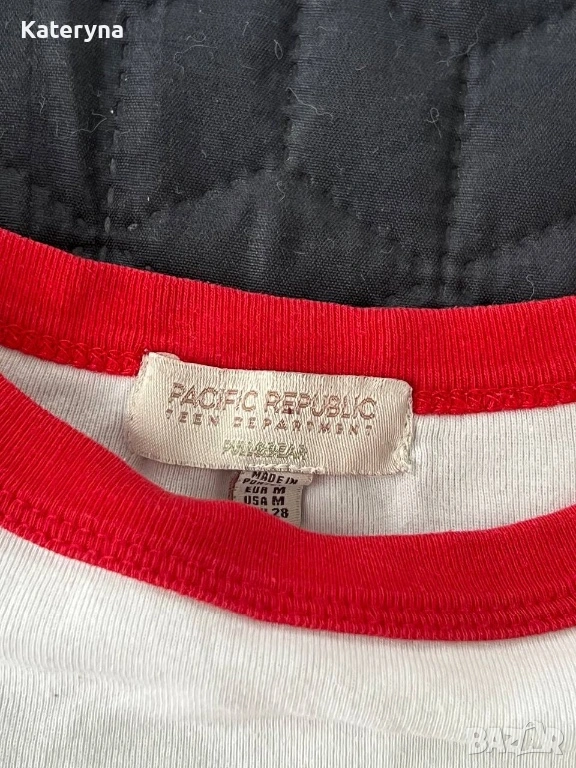 Kateryna
PACIFIC REPUBLIC
TEEN DEPARTMENT
PULL&BEAR
MADE IN
EUR M
USA M
28
BAZAR